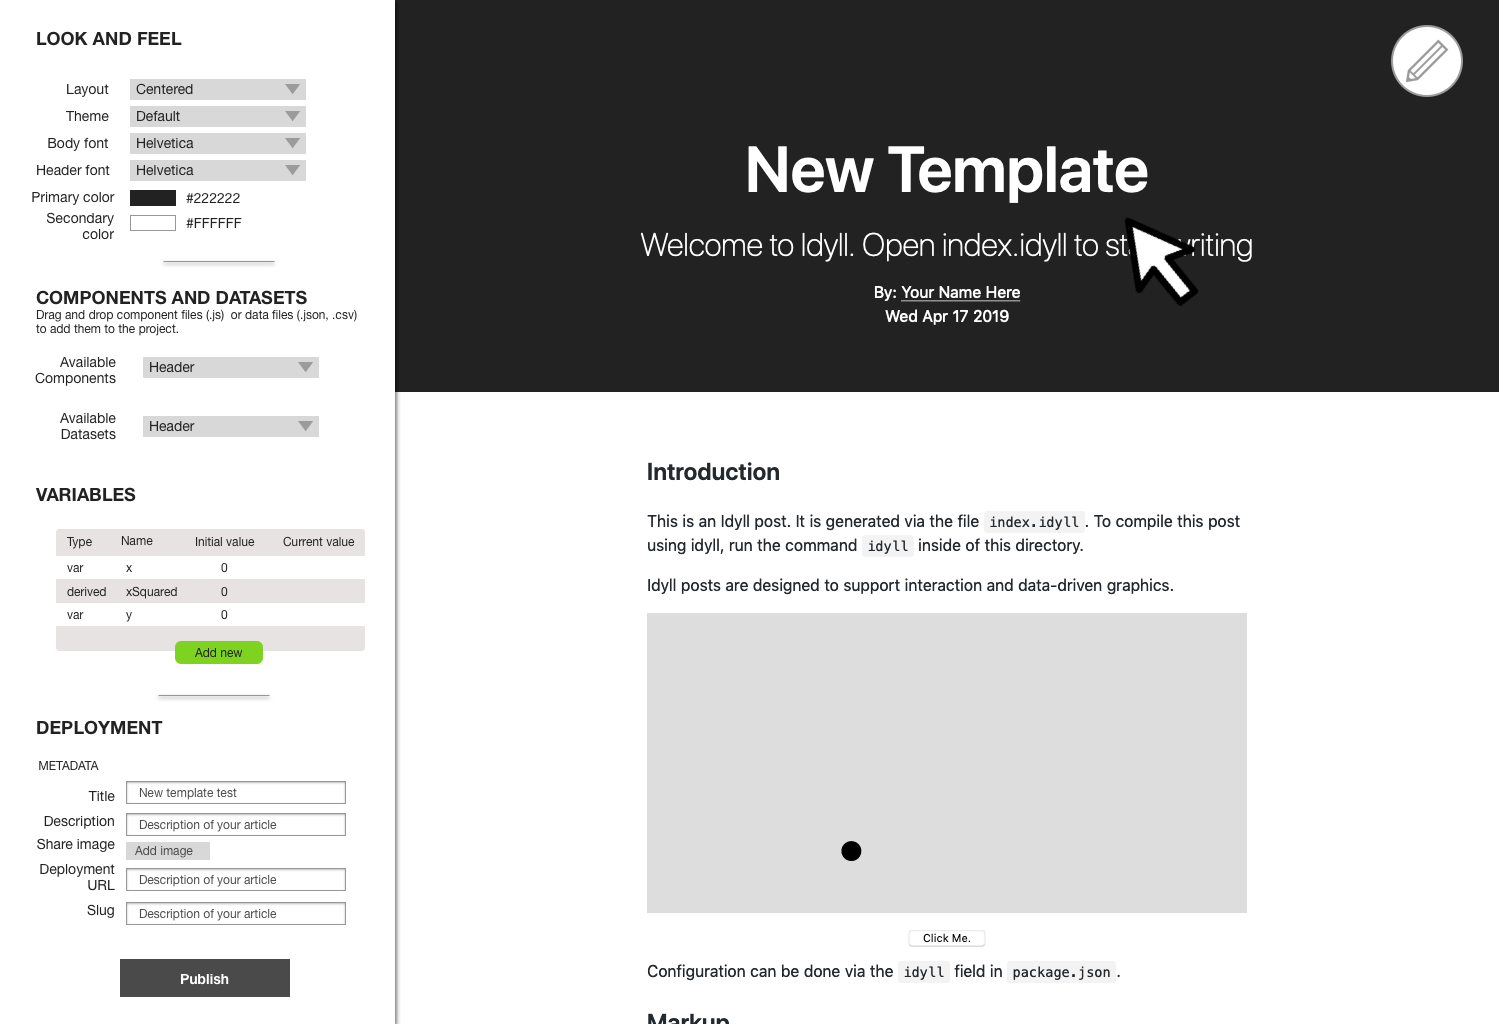 LOOK AND FEEL
Layout Centered
Theme Default
Body font Helvetica
Header font Helvetica
Primary color #222222
Secondary
color #FFFFFF
COMPONENTS AND DATASETS
Drag and drop component files (.js) or data files (.json, .csv)
to add them to the project.
Available
Components Header
Available
Datasets Header
VARIABLES
Type Name Initial value Current value
var x 0
derived xSquared 0
var y 0
Add new
DEPLOYMENT
METADATA
Title New template test
Description Description of your article
Share image Add image
Deployment
URL Description of your article
Slug Description of your article
Publish
New Template
Welcome to Idyll. Open index.idyll to st riting
By: Your Name Here
Wed Apr 17 2019
Introduction
This is an Idyll post. It is generated via the file index.idyll. To compile this post
using idyll, run the command idyll inside of this directory.
Idyll posts are designed to support interaction and data-driven graphics.
Click Me.
Configuration can be done via the idyll field in package.json.
Markup